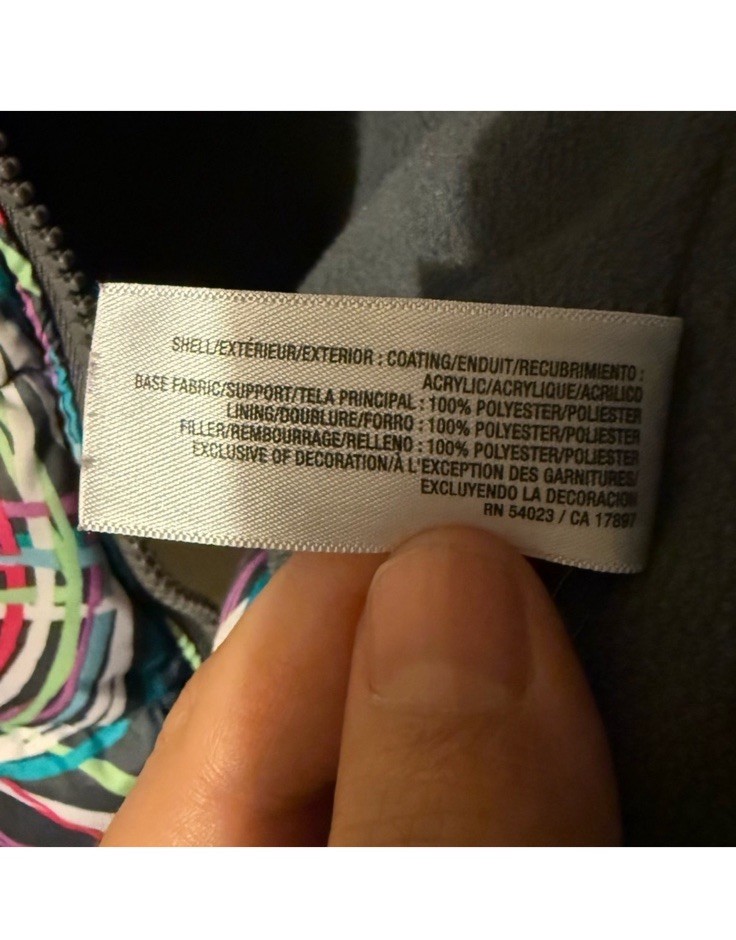 SHELL/EXTÉRIEUR/EXTERIOR : COATING/ENDUIT/RECUBRIMIENTO :
ACRYLIC/ACRYLIQUE/ACRILICO
BASE FABRIC/SUPPORT/TELA PRINCIPAL : 100% POLYESTER/POLIESTER
LINING/DOUBLURE/FORRO : 100% POLYESTER/POLIESTER
FILLER/REMBOURRAGE/RELLENO : 100% POLYESTER/POLIESTER
EXCLUSIVE OF DECORATION/À L'EXCEPTION DES GARNITURES/
EXCLUYENDO LA DECORACION
RN 54023 / CA 17897